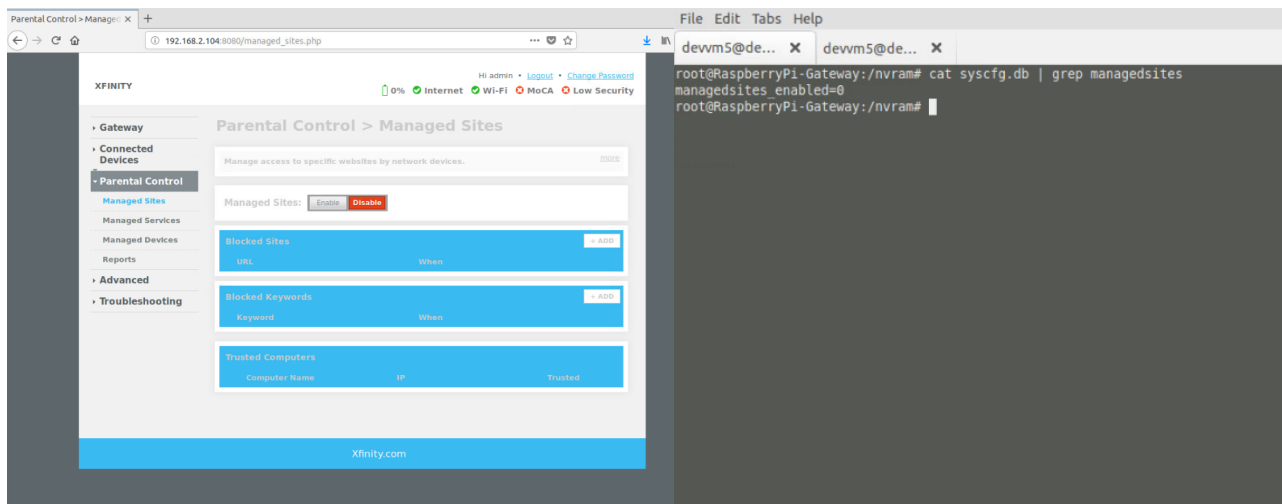 Parental Control > Managed
192.168.2.104:8080/managed_sites.php
XFINITY
Hi admin • Logout • Change Password
0% Internet Wi-Fi MoCA Low Security
Gateway
Connected
Devices
Parental Control
Managed Sites
Managed Services
Managed Devices
Reports
Advanced
Troubleshooting
Parental Control > Managed Sites
Manage access to specific websites by network devices. more
Managed Sites: Enable Disable
Blocked Sites + ADD
URL When
Blocked Keywords + ADD
Keyword When
Trusted Computers
Computer Name IP Trusted
Xfinity.com
File Edit Tabs Help
devvm5@de... devvm5@de...
root@RaspberryPi-Gateway:/nvram# cat syscfg.db | grep managedsites
managedsites_enabled=0
root@RaspberryPi-Gateway:/nvram#